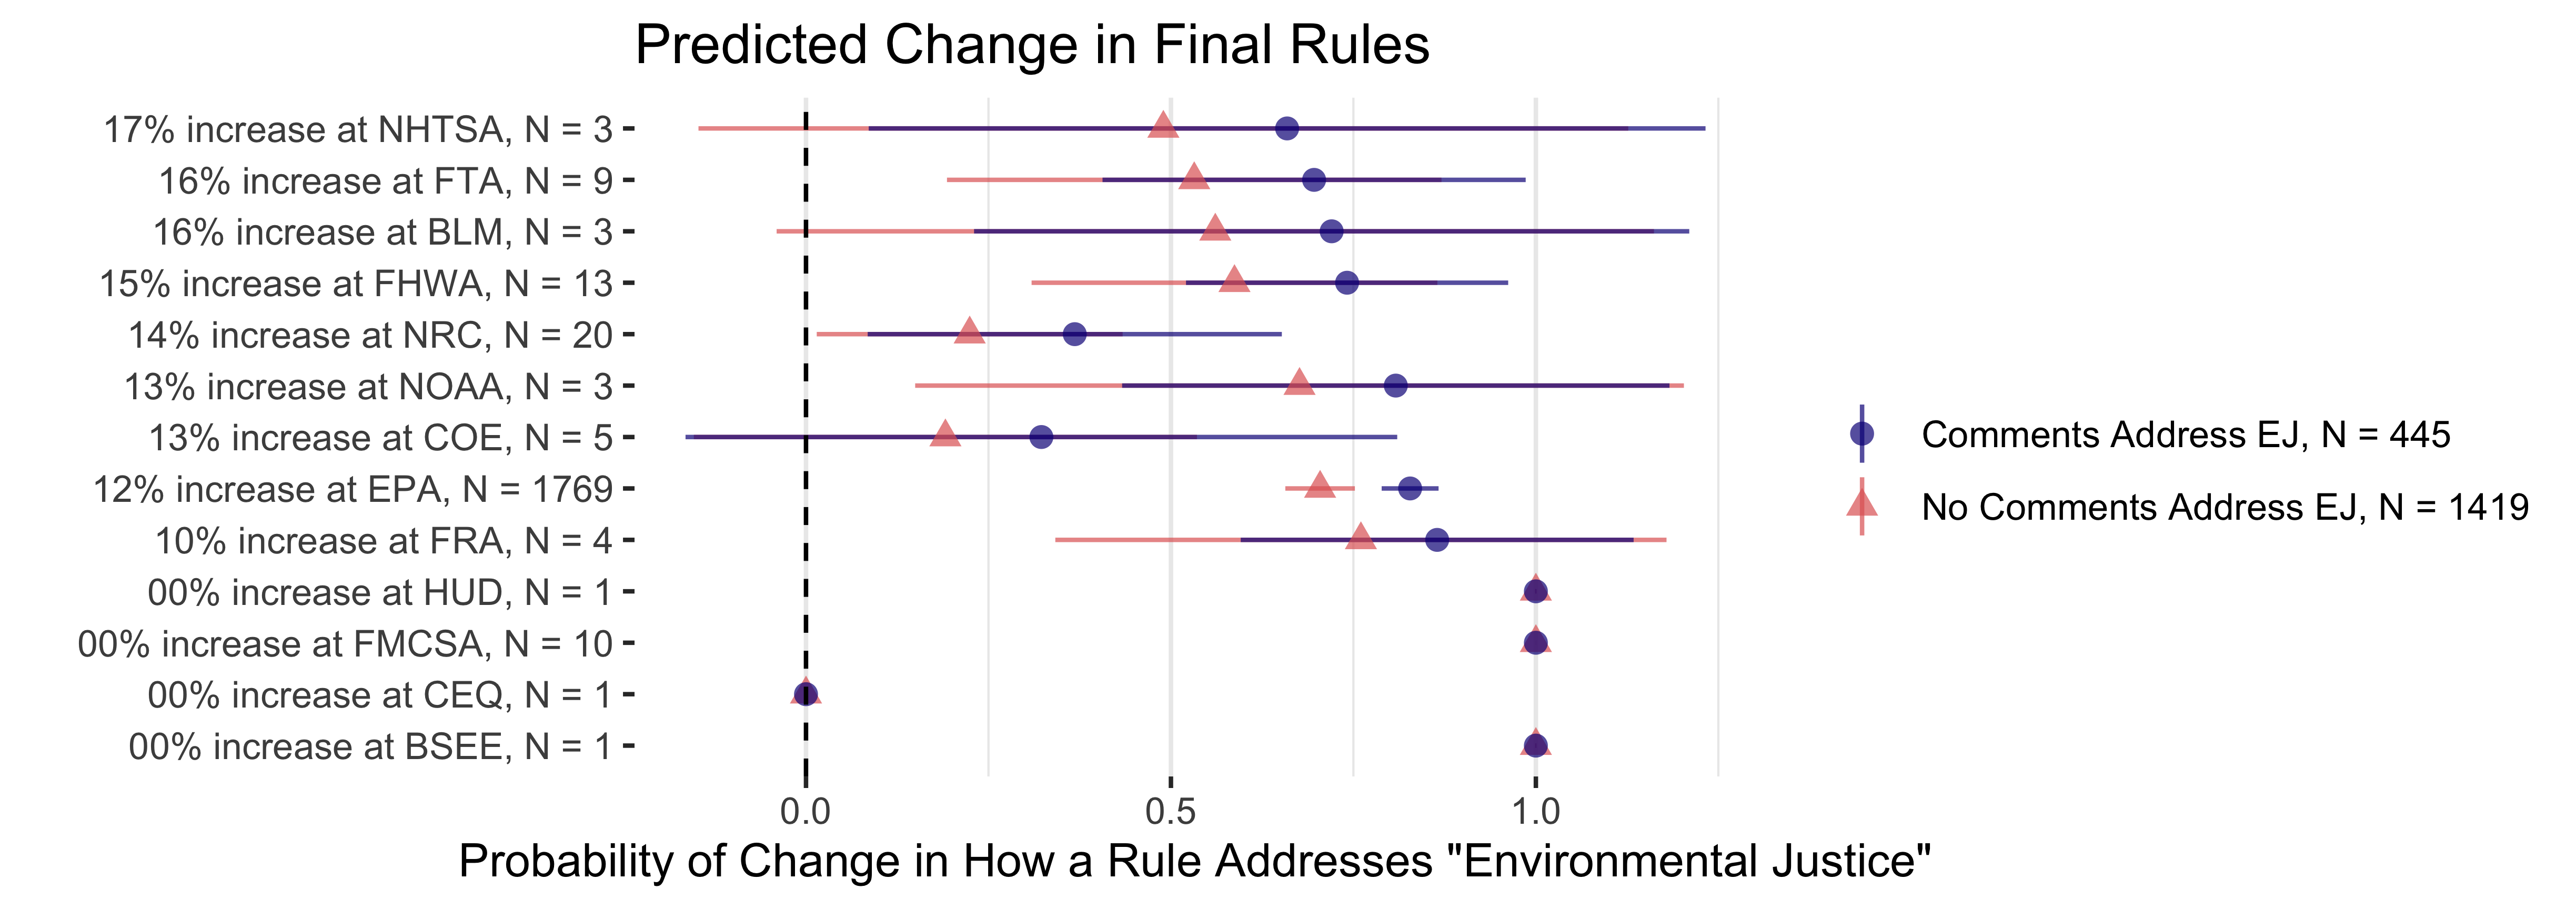 Predicted Change in Final Rules
17% increase at NHTSA, N = 3
16% increase at FTA, N = 9
16% increase at BLM, N = 3
15% increase at FHWA, N = 13
14% increase at NRC, N = 20
13% increase at NOAA, N = 3
13% increase at COE, N = 5
12% increase at EPA, N = 1769
10% increase at FRA, N = 4
00% increase at HUD, N = 1
00% increase at FMCSA, N = 10
00% increase at CEQ, N = 1
00% increase at BSEE, N = 1
0.0 0.5 1.0
Probability of Change in How a Rule Addresses "Environmental Justice"
Comments Address EJ, N = 445
No Comments Address EJ, N = 1419